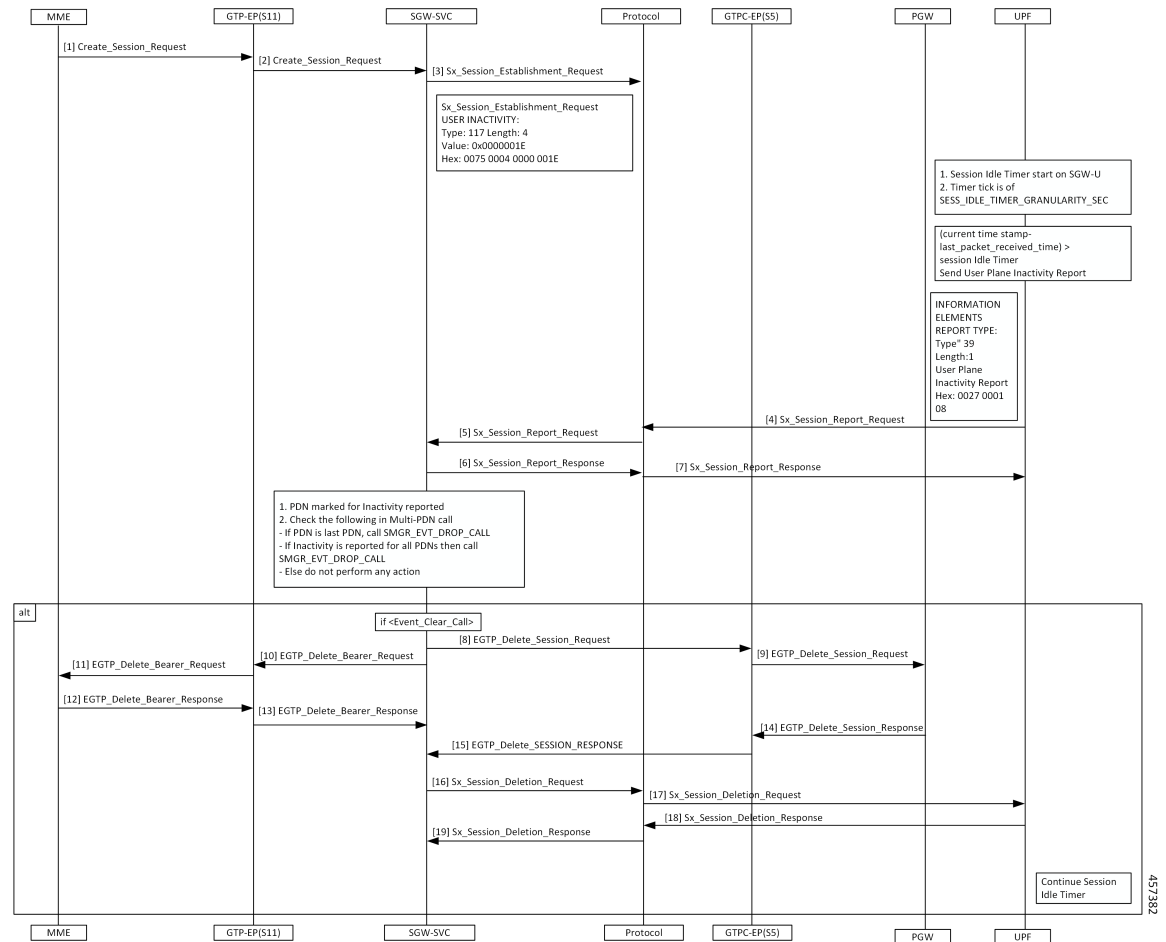 MME
GTP-EP(S11)
SGW-SVC
Protocol
GTPC-EP(S5)
PGW
UPF
[1] Create_Session_Request
[2] Create_Session_Request
[3] Sx_Session_Establishment_Request
Sx_Session_Establishment_Request
USER INACTIVITY:
Type: 117 Length: 4
Value: 0x0000001E
Hex: 0075 0004 0000 001E
1. Session Idle Timer start on SGW-U
2. Timer tick is of
SESS_IDLE_TIMER_GRANULARITY_SEC
(current time stamp-
last_packet_received_time) >
session Idle Timer
Send User Plane Inactivity Report
INFORMATION
ELEMENTS
REPORT TYPE:
Type" 39
Length:1
User Plane
Inactivity Report
Hex: 0027 0001
08
[4] Sx_Session_Report_Request
[5] Sx_Session_Report_Request
[6] Sx_Session_Report_Response
[7] Sx_Session_Report_Response
1. PDN marked for Inactivity reported
2. Check the following in Multi-PDN call
- If PDN is last PDN, call SMGR_EVT_DROP_CALL
- If Inactivity is reported for all PDNs then call
SMGR_EVT_DROP_CALL
- Else do not perform any action
alt
if <Event_Clear_Call>
[8] EGTP_Delete_Session_Request
[9] EGTP_Delete_Session_Request
[10] EGTP_Delete_Bearer_Request
[11] EGTP_Delete_Bearer_Request
[12] EGTP_Delete_Bearer_Response
[13] EGTP_Delete_Bearer_Response
[14] EGTP_Delete_Session_Response
[15] EGTP_Delete_SESSION_RESPONSE
[16] Sx_Session_Deletion_Request
[17] Sx_Session_Deletion_Request
[18] Sx_Session_Deletion_Response
[19] Sx_Session_Deletion_Response
Continue Session
Idle Timer
457382
MME
GTP-EP(S11)
SGW-SVC
Protocol
GTPC-EP(S5)
PGW
UPF